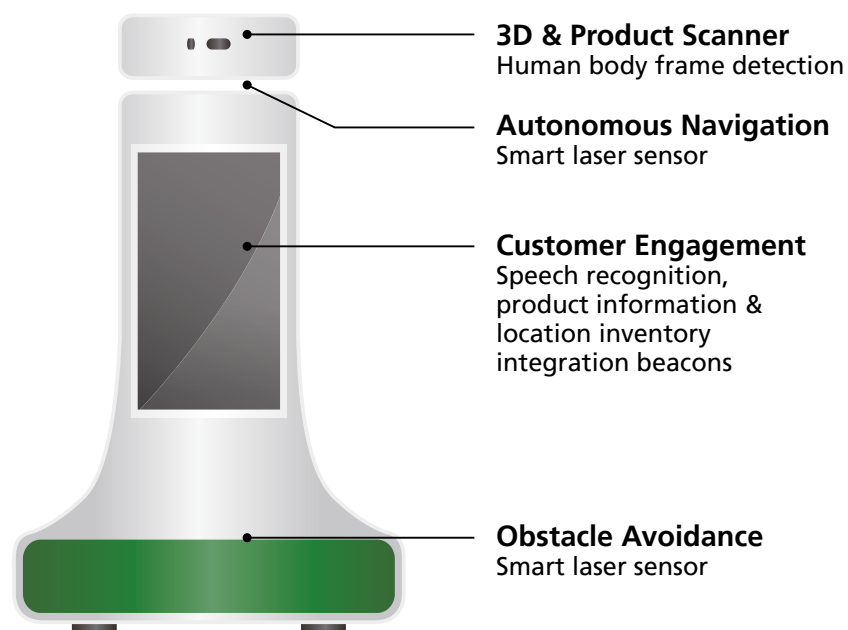 3D & Product Scanner
Human body frame detection
Autonomous Navigation
Smart laser sensor
Customer Engagement
Speech recognition,
product information &
location inventory
integration beacons
Obstacle Avoidance
Smart laser sensor